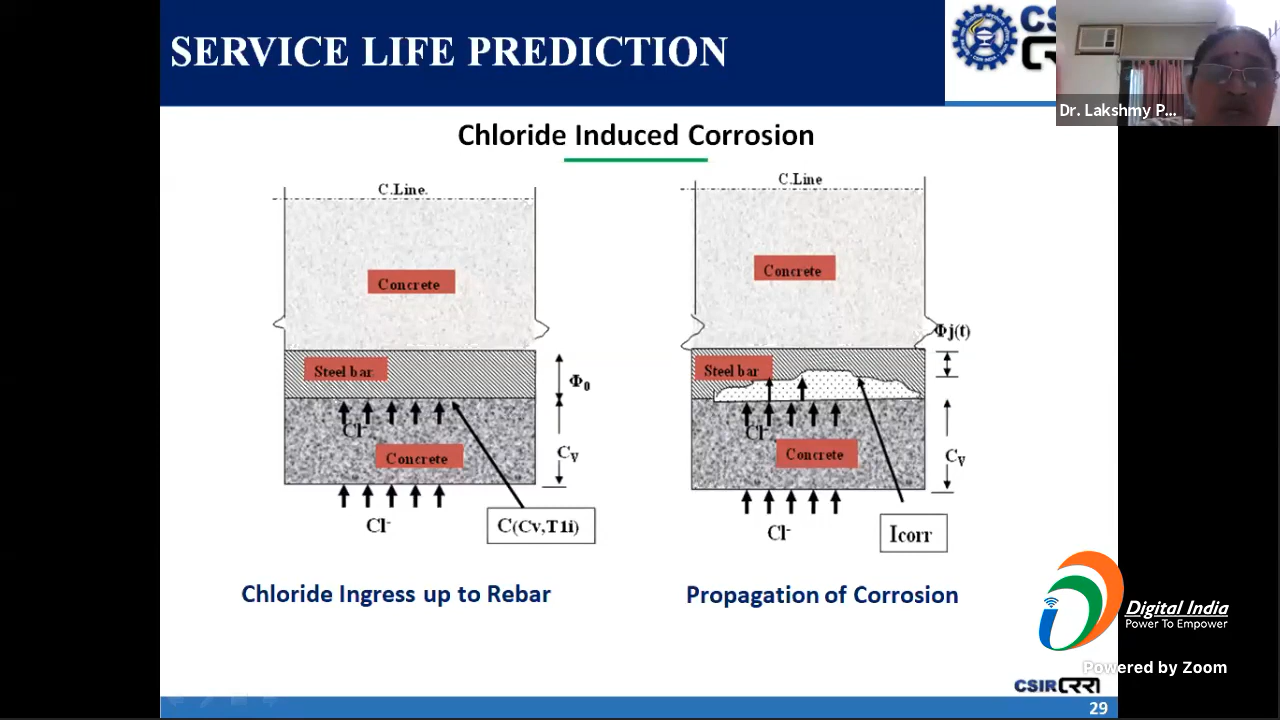 SERVICE LIFE PREDICTION
CS
Dr. Lakshmy P...
Chloride Induced Corrosion
C.Line.
Concrete
Steel bar
Φ0
Cl-
Concrete
Cv
Cl-
C(Cv,T1i)
Chloride Ingress up to Rebar
C.Line
Concrete
Φj(t)
Steel bar
Cl-
Concrete
Cv
Cl-
Icorr
Propagation of Corrosion
Digital India
Power To Empower
Powered by Zoom
CSIR CRRI
29